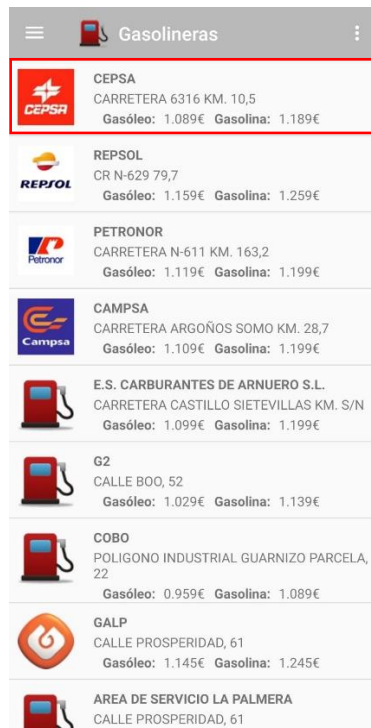 Gasolineras
CEPSA
CEPSA
CARRETERA 6316 KM. 10,5
Gasóleo: 1.089€ Gasolina: 1.189€
REPSOL
REPSOL
CR N-629 79,7
Gasóleo: 1.159€ Gasolina: 1.259€
Petronor
PETRONOR
CARRETERA N-611 KM. 163,2
Gasóleo: 1.119€ Gasolina: 1.199€
Campsa
CAMPSA
CARRETERA ARGOÑOS SOMO KM. 28,7
Gasóleo: 1.109€ Gasolina: 1.199€
E.S. CARBURANTES DE ARNUERO S.L.
CARRETERA CASTILLO SIETEVILLAS KM. S/N
Gasóleo: 1.099€ Gasolina: 1.199€
G2
CALLE BOO, 52
Gasóleo: 1.029€ Gasolina: 1.139€
COBO
POLIGONO INDUSTRIAL GUARNIZO PARCELA,
22
Gasóleo: 0.959€ Gasolina: 1.089€
GALP
CALLE PROSPERIDAD, 61
Gasóleo: 1.145€ Gasolina: 1.245€
AREA DE SERVICIO LA PALMERA
CALLE PROSPERIDAD, 61